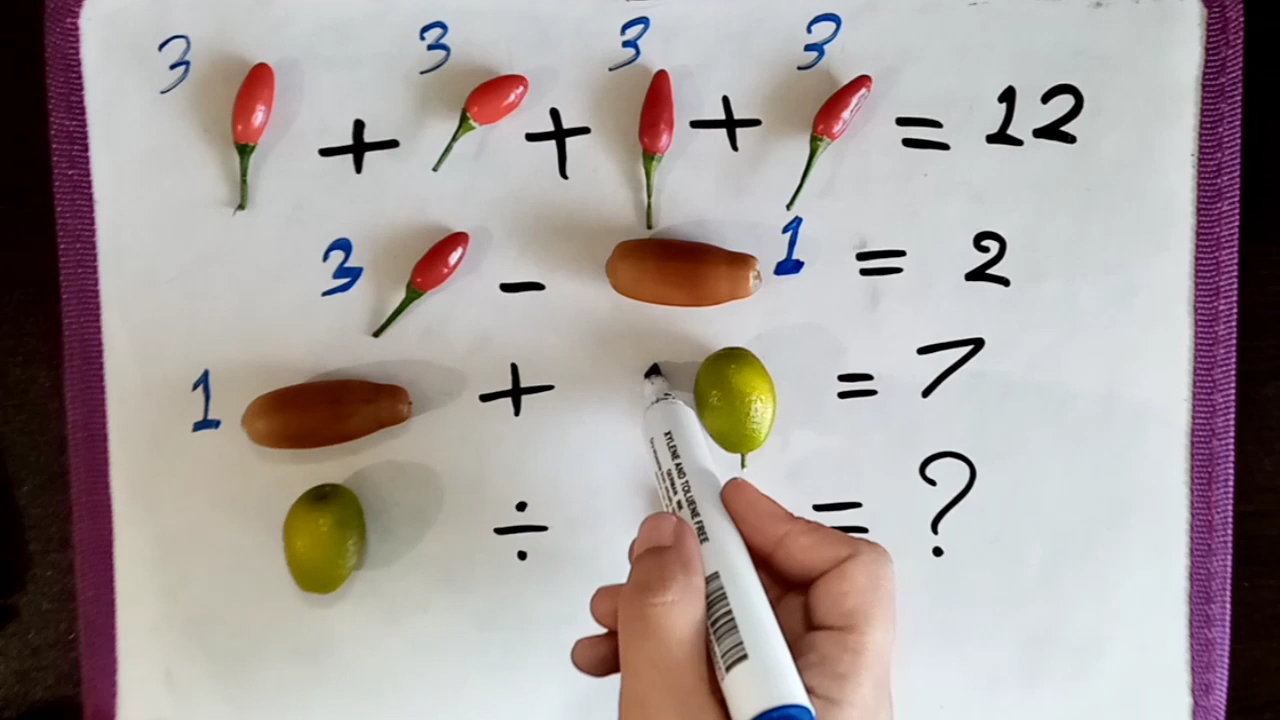 3 3 3 3
+ + + = 12
3 - 1 = 2
1 + = 7
÷ = ?
XYLENE AND TOLUENE FREE